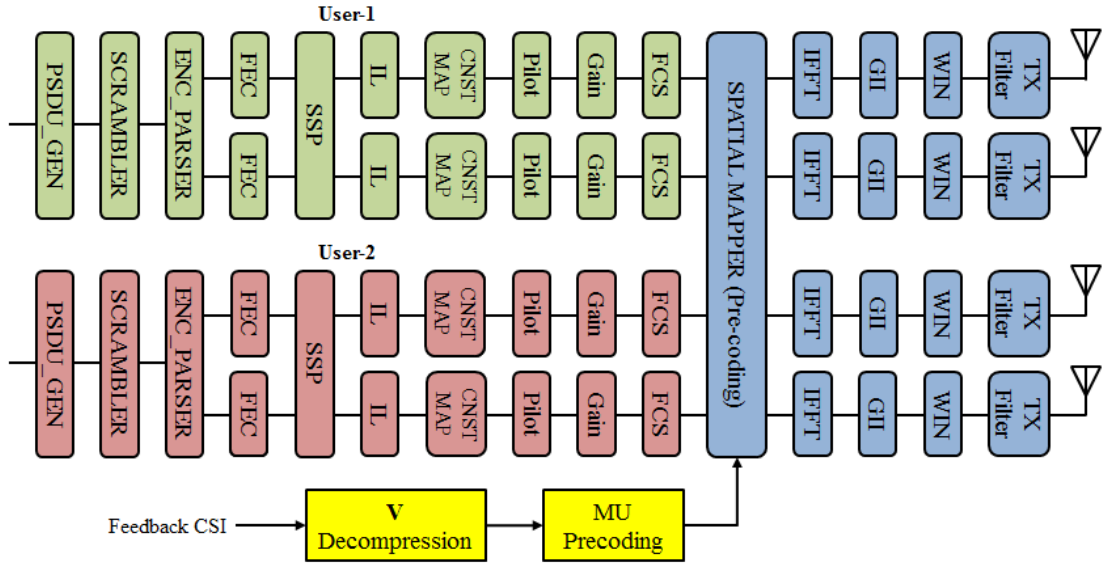 User-1
PSDU_GEN
SCRAMBLER
ENC_PARSER
FEC
FEC
SSP
IL
IL
CNST
MAP
CNST
MAP
Pilot
Pilot
Gain
Gain
FCS
FCS
SPATIAL MAPPER (Pre-coding)
IFFT
IFFT
GII
GII
WIN
WIN
TX
Filter
TX
Filter
User-2
PSDU_GEN
SCRAMBLER
ENC_PARSER
FEC
FEC
SSP
IL
IL
CNST
MAP
CNST
MAP
Pilot
Pilot
Gain
Gain
FCS
FCS
IFFT
IFFT
GII
GII
WIN
WIN
TX
Filter
TX
Filter
Feedback CSI
V
Decompression
MU
Precoding